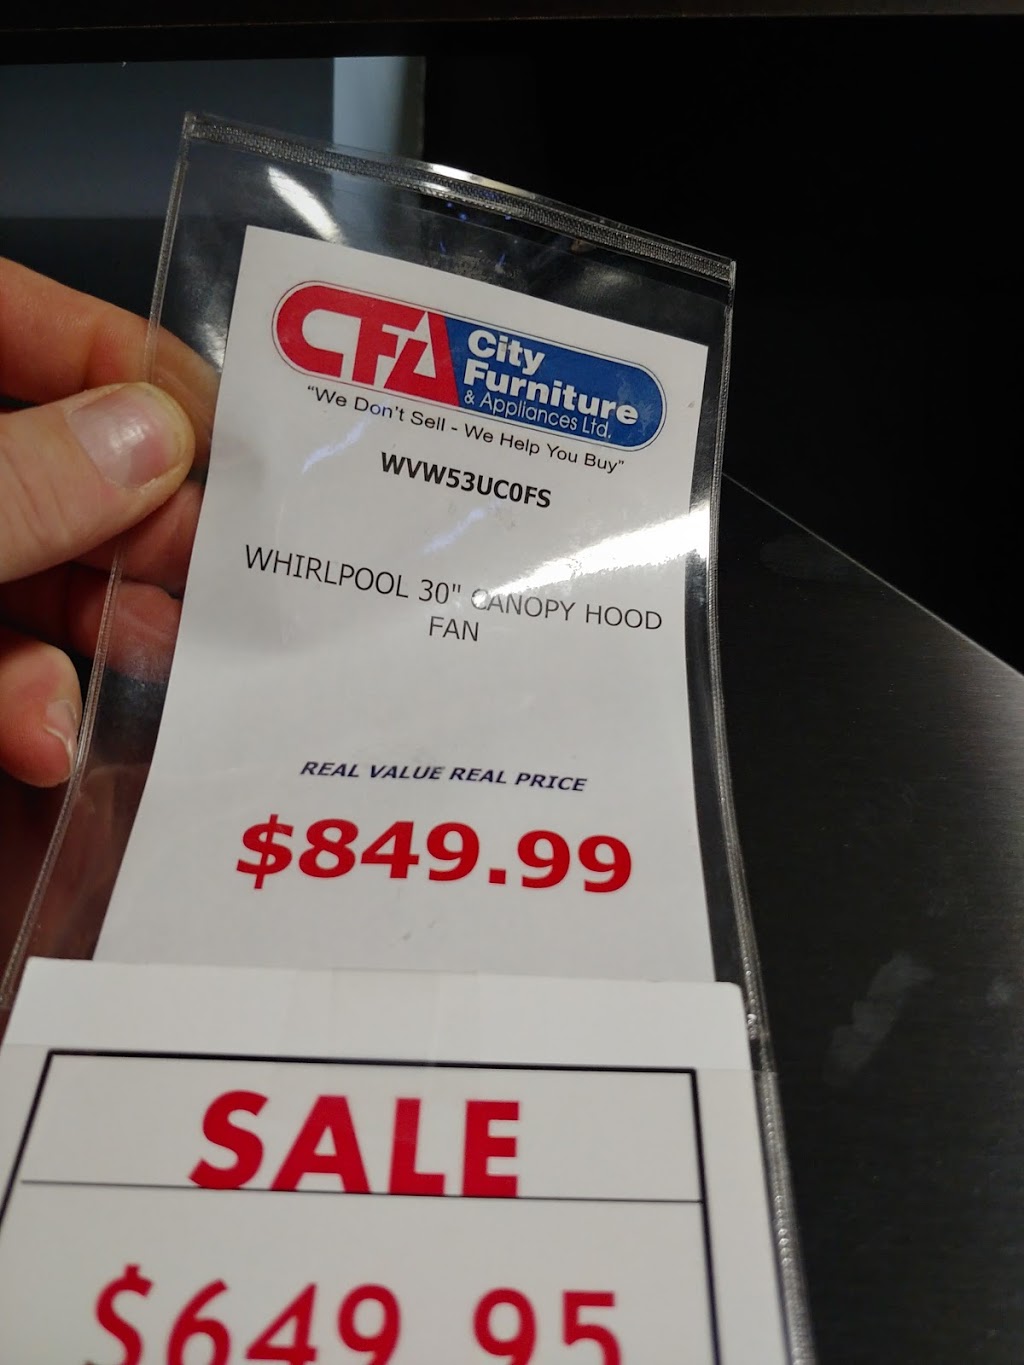 CFA City
Furniture
& Appliances Ltd.
"We Don't Sell - We Help You Buy"
WVW53UC0FS
WHIRLPOOL 30" CANOPY HOOD
FAN
REAL VALUE REAL PRICE
$849.99
SALE
$649.95